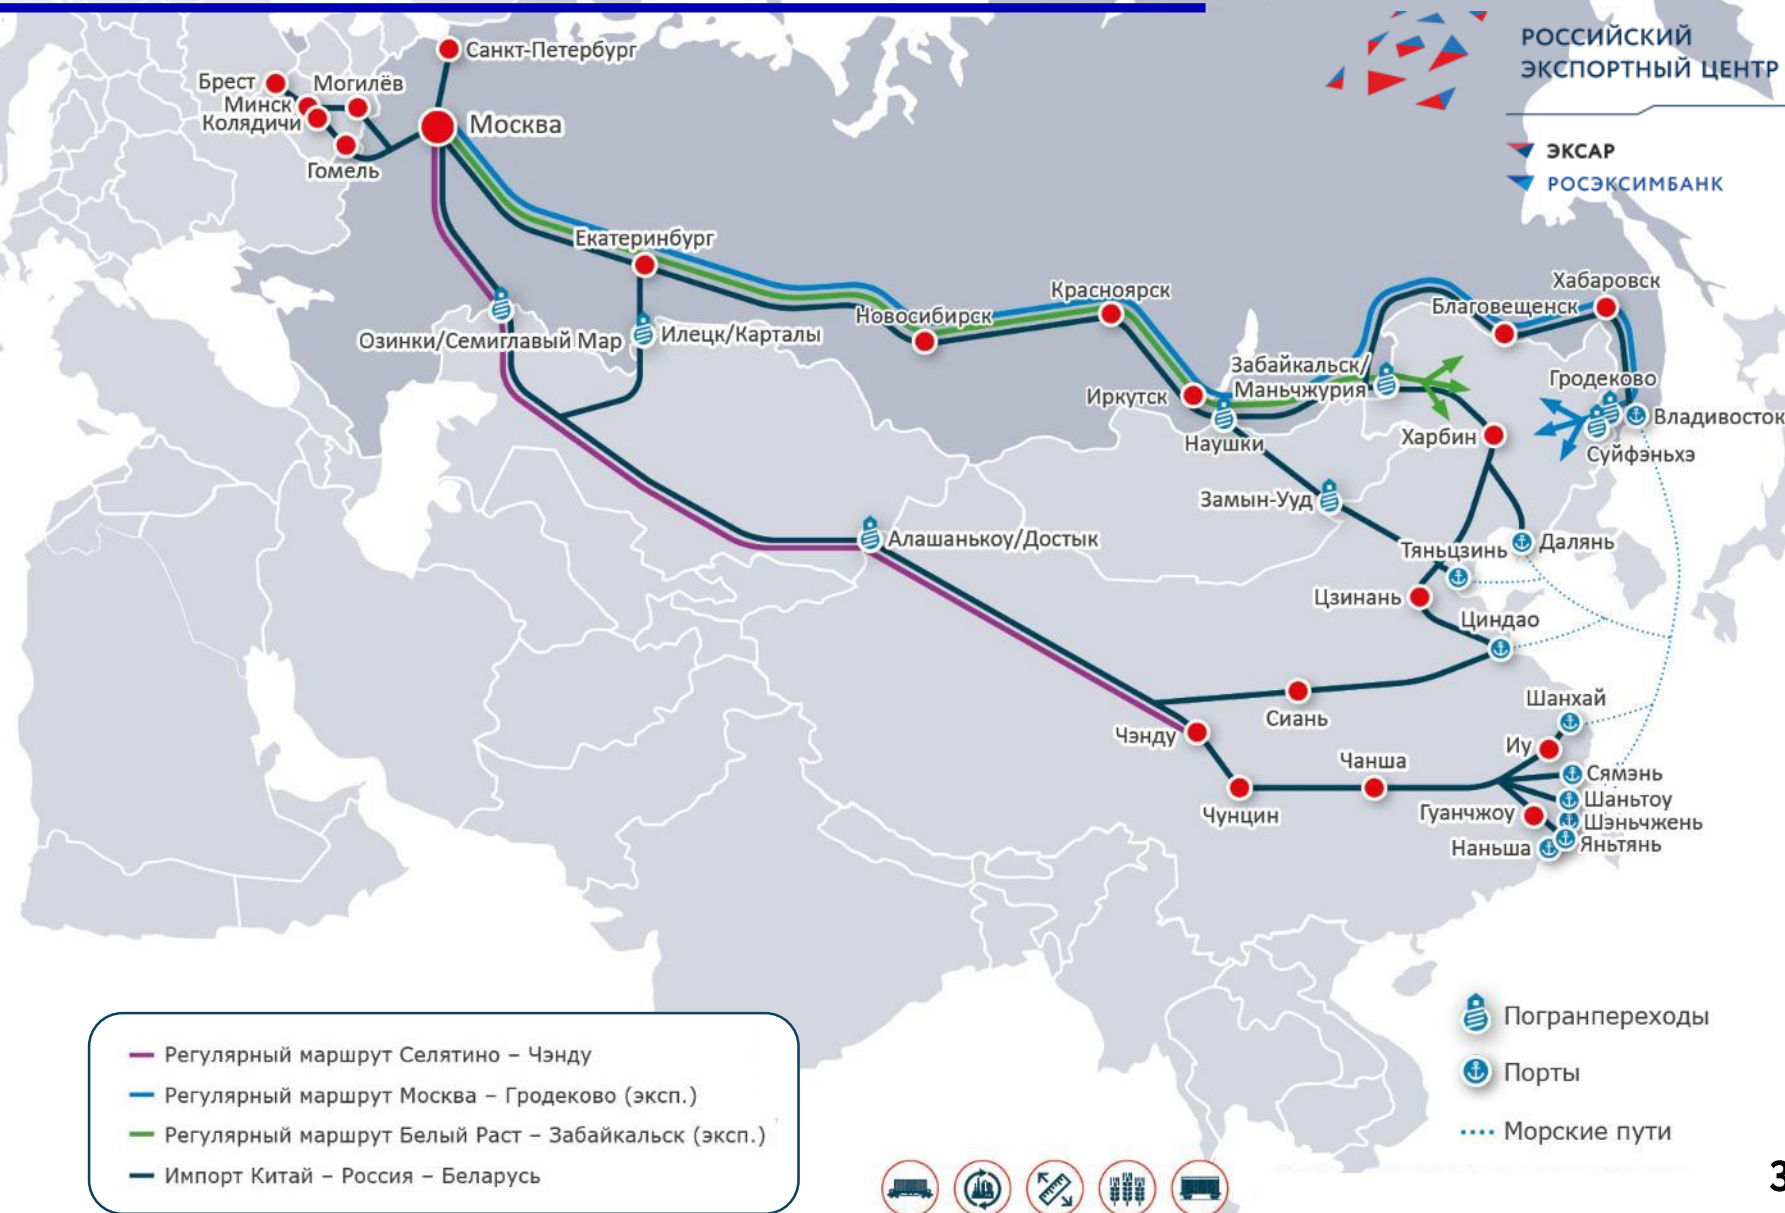 РОССИЙСКИЙ
ЭКСПОРТНЫЙ ЦЕНТР
ЭКСАР
РОСЭКСИМБАНК
Санкт-Петербург
Брест
Могилёв
Минск
Колядичи
Москва
Гомель
Екатеринбург
Озинки/Семиглавый Мар
Илецк/Карталы
Новосибирск
Красноярск
Иркутск
Забайкальск/
Маньчжурия
Наушки
Благовещенск
Хабаровск
Гродеково
Владивосток
Суйфэньхэ
Харбин
Замын-Ууд
Алашанькоу/Достык
Тяньцзинь
Далянь
Цзинань
Циндао
Сиань
Шанхай
Чэнду
Иу
Чанша
Сямэнь
Шаньтоу
Гуанчжоу
Шэньчжень
Чунцин
Наньша
Яньтянь
Регулярный маршрут Селятино – Чэнду
Регулярный маршрут Москва – Гродеково (эксп.)
Регулярный маршрут Белый Раст – Забайкальск (эксп.)
Импорт Китай – Россия – Беларусь
Погранпереходы
Порты
Морские пути
3